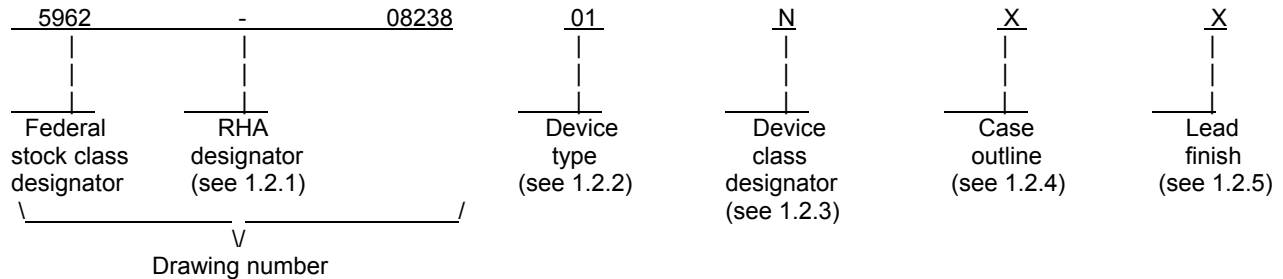 5962 - 08238 01 N X X
Federal stock class designator
RHA designator (see 1.2.1)
Device type (see 1.2.2)
Device class designator (see 1.2.3)
Case outline (see 1.2.4)
Lead finish (see 1.2.5)
Drawing number